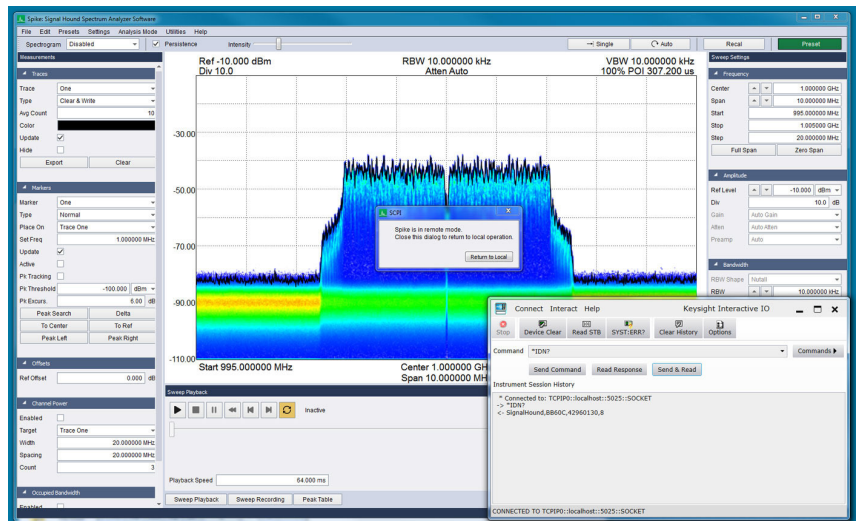 Spike: Signal Hound Spectrum Analyzer Software
File Edit Presets Settings Analysis Mode Utilities Help
Spectrogram Disabled Persistence Intensity Single Auto Recal Preset
Measurements
Traces
Trace One
Type Clear & Write
Avg Count 10
Color
Update
Hide
Export Clear
Markers
Marker One
Type Normal
Place On Trace One
Set Freq 1.000000 MHz
Update
Active
Pk Tracking
Pk Threshold -100.000 dBm
Pk Excurs. 6.00 dB
Peak Search Delta
To Center To Ref
Peak Left Peak Right
Offsets
Ref Offset 0.000 dB
Channel Power
Enabled
Target Trace One
Width 20.000000 MHz
Spacing 20.000000 MHz
Count 3
Occupied Bandwidth
Enabled
Ref -10.000 dBm RBW 10.000000 kHz VBW 10.000000 kHz
Div 10.0 Atten Auto 100% POI 307.200 us
-30.00
-50.00
-70.00
-90.00
-110.00
Start 995.000000 MHz Center 1.000000 GH
Span 10.000000 MH
SCPI
Spike is in remote mode.
Close this dialog to return to local operation.
Return to Local
Sweep Playback
Inactive
Playback Speed 64.000 ms
Sweep Playback Sweep Recording Peak Table
Sweep Settings
Frequency
Center 1.000000 GHz
Span 10.000000 MHz
Start 995.000000 MHz
Stop 1.005000 GHz
Step 20.000000 MHz
Full Span Zero Span
Amplitude
Ref Level -10.000 dBm
Div 10.0 dB
Gain Auto Gain
Atten Auto Atten
Preamp Auto
Bandwidth
RBW Shape Nutall
RBW 10.000000 kHz
Connect Interact Help Keysight Interactive IO
Stop Device Clear Read STB SYST:ERR? Clear History Options
Command *IDN? Commands
Send Command Read Response Send & Read
Instrument Session History
* Connected to: TCPIP0::localhost::5025::SOCKET
-> *IDN?
<- SignalHound,BB60C,42960130,8
CONNECTED TO TCPIP0::localhost::5025::SOCKET